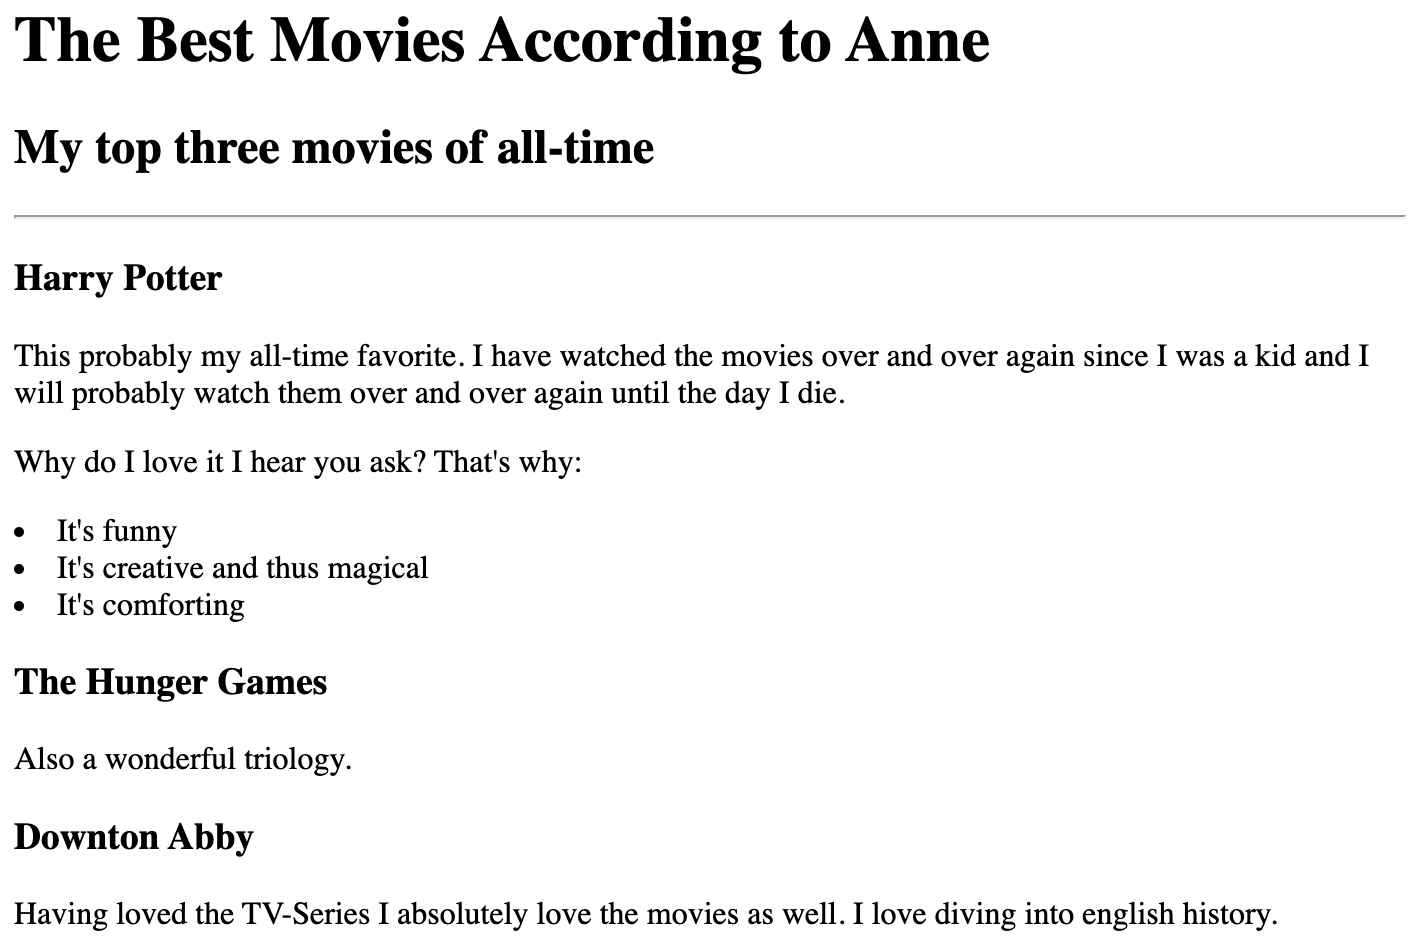 The Best Movies According to Anne
My top three movies of all-time
Harry Potter
This probably my all-time favorite. I have watched the movies over and over again since I was a kid and I
will probably watch them over and over again until the day I die.
Why do I love it I hear you ask? That's why:
• It's funny
• It's creative and thus magical
• It's comforting
The Hunger Games
Also a wonderful triology.
Downton Abby
Having loved the TV-Series I absolutely love the movies as well. I love diving into english history.